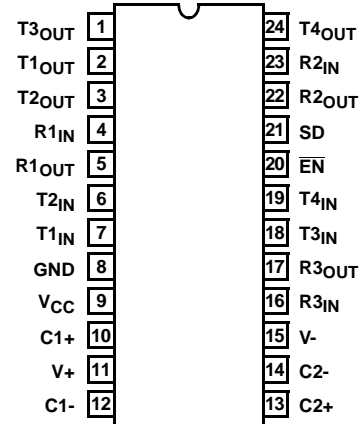 T3OUT 1 24 T4OUT
T1OUT 2 23 R2IN
T2OUT 3 22 R2OUT
R1IN 4 21 SD
R1OUT 5 20 E̅N̅
T2IN 6 19 T4IN
T1IN 7 18 T3IN
GND 8 17 R3OUT
VCC 9 16 R3IN
C1+ 10 15 V-
V+ 11 14 C2-
C1- 12 13 C2+